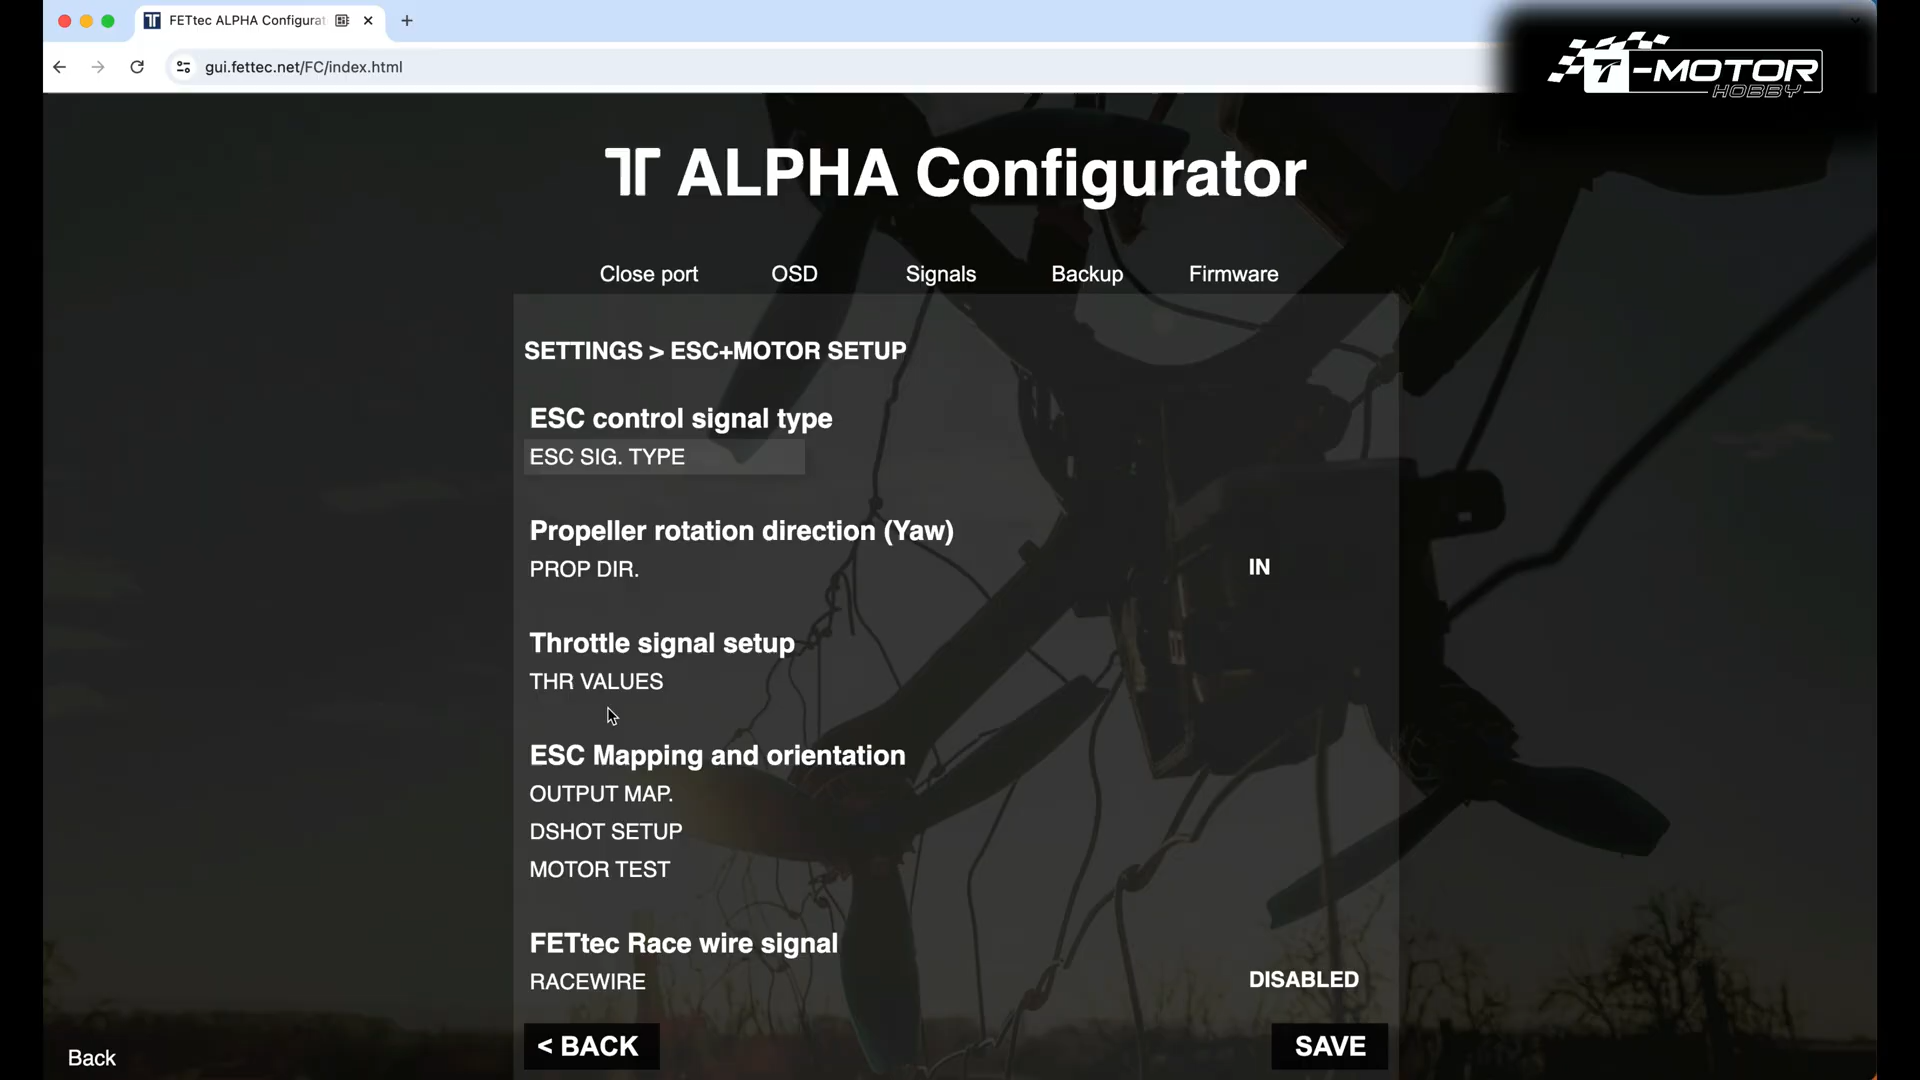 FETtec ALPHA Configurat
gui.fettec.net/FC/index.html
T-MOTOR
HOBBY
ALPHA Configurator
Close port OSD Signals Backup Firmware
SETTINGS > ESC+MOTOR SETUP
ESC control signal type
ESC SIG. TYPE
Propeller rotation direction (Yaw)
PROP DIR. IN
Throttle signal setup
THR VALUES
ESC Mapping and orientation
OUTPUT MAP.
DSHOT SETUP
MOTOR TEST
FETtec Race wire signal
RACEWIRE DISABLED
< BACK SAVE
Back